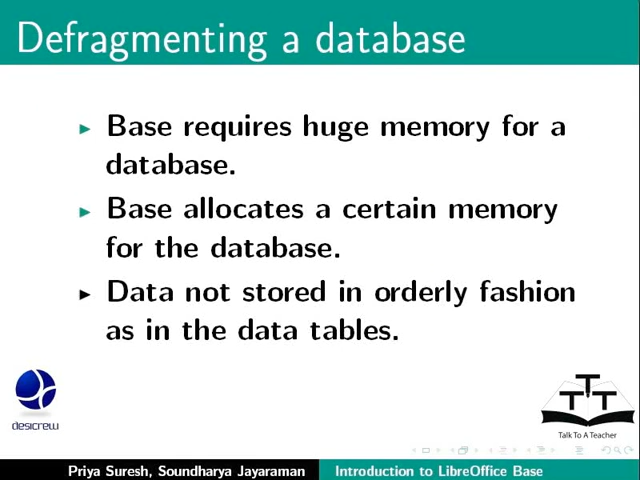 Defragmenting a database
Base requires huge memory for a
database.
Base allocates a certain memory
for the database.
Data not stored in orderly fashion
as in the data tables.
desicrew
TTT
Talk To A Teacher
Priya Suresh, Soundharya Jayaraman
Introduction to LibreOffice Base